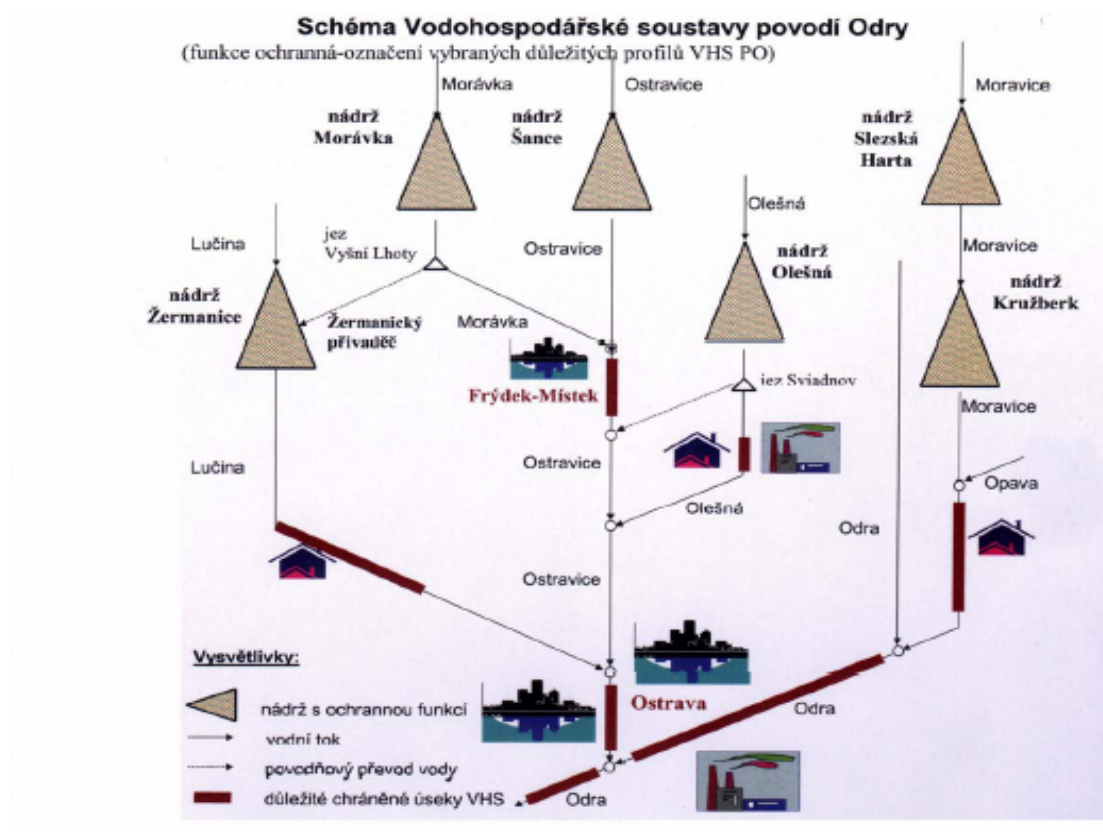 Schéma Vodohospodářské soustavy povodí Odry
(funkce ochranná-označení vybraných důležitých profilů VHS PO)
Morávka
Ostravice
Moravice
nádrž
Morávka
nádrž
Šance
nádrž
Slezská
Harta
Olešná
Lučina
jez
Vyšní Lhoty
Ostravice
nádrž
Olešná
Moravice
nádrž
Žermanice
Žermanický
přivaděč
Morávka
nádrž
Kružberk
Frýdek-Místek
jez Sviadnov
Moravice
Lučina
Ostravice
Olešná
Opava
Odra
Ostravice
Vysvětlivky:
nádrž s ochrannou funkcí
vodní tok
povodňový převod vody
důležité chráněné úseky VHS
Ostrava
Odra
Odra